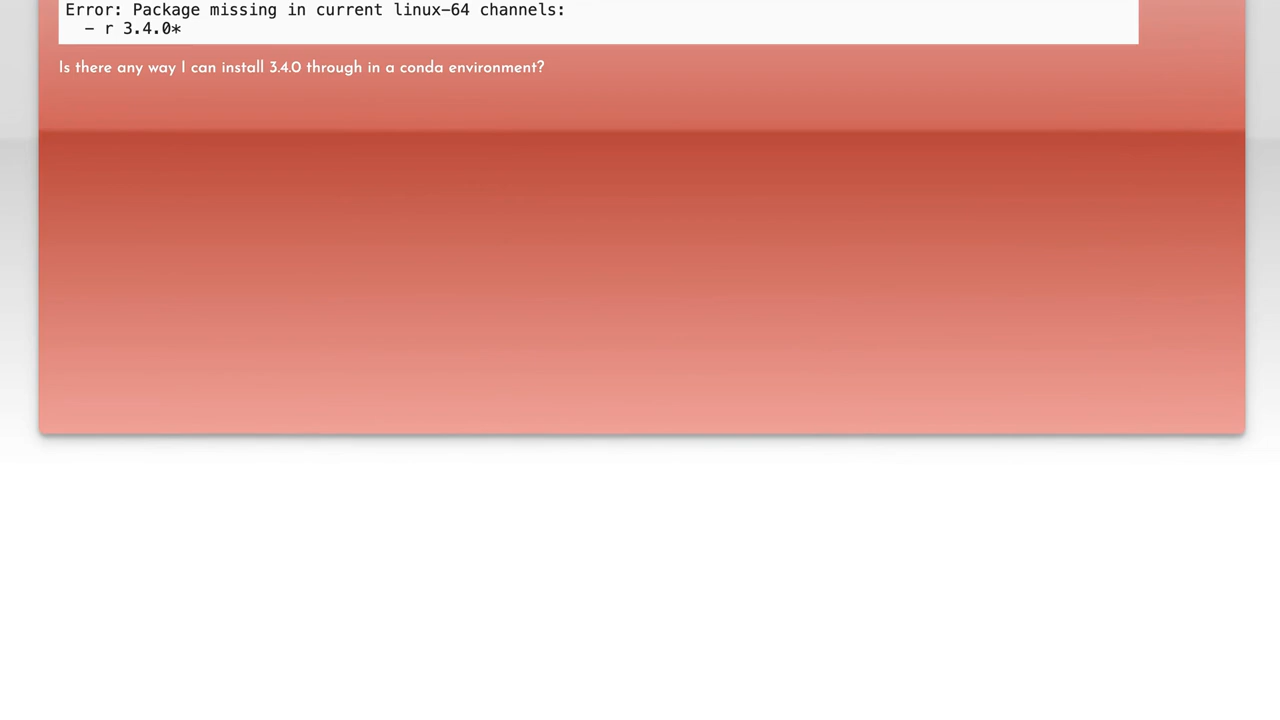 Error: Package missing in current linux-64 channels:
  - r 3.4.0*
Is there any way I can install 3.4.0 through in a conda environment?